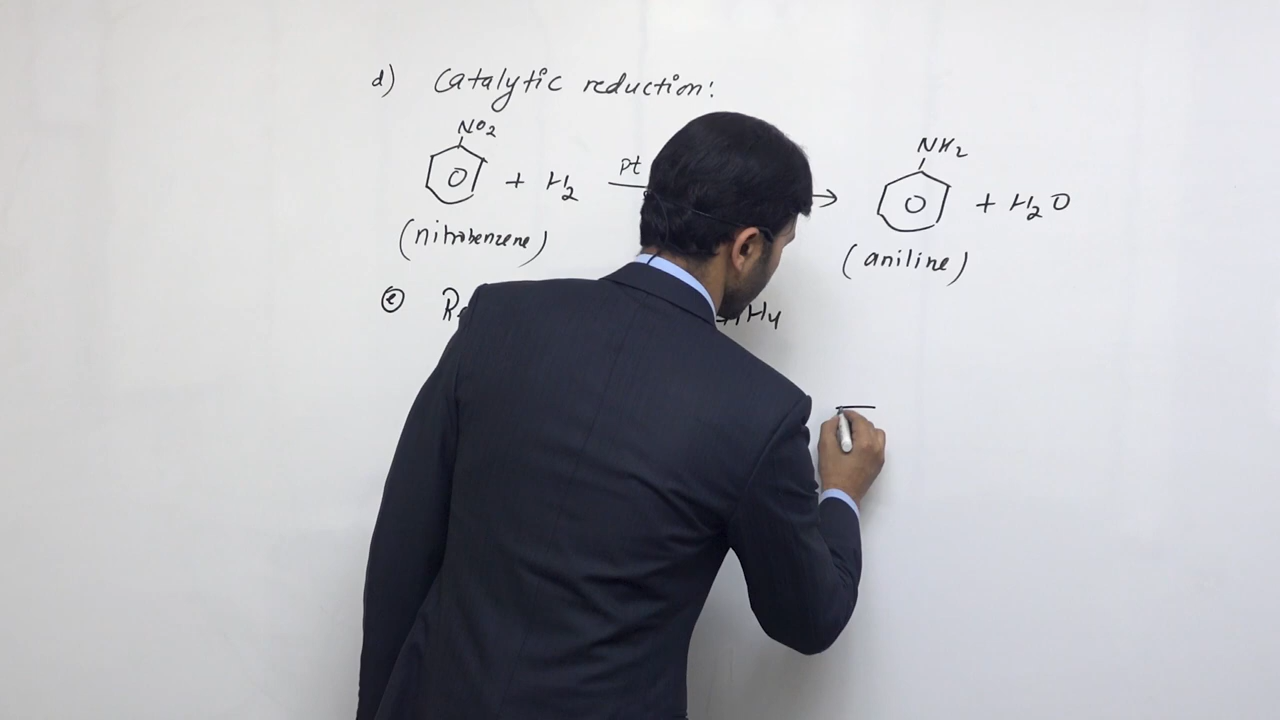 d) Catalytic reduction:
NO2
NH2
+ H2 Pt → + H2O
(nitrobenzene)
(aniline)
e